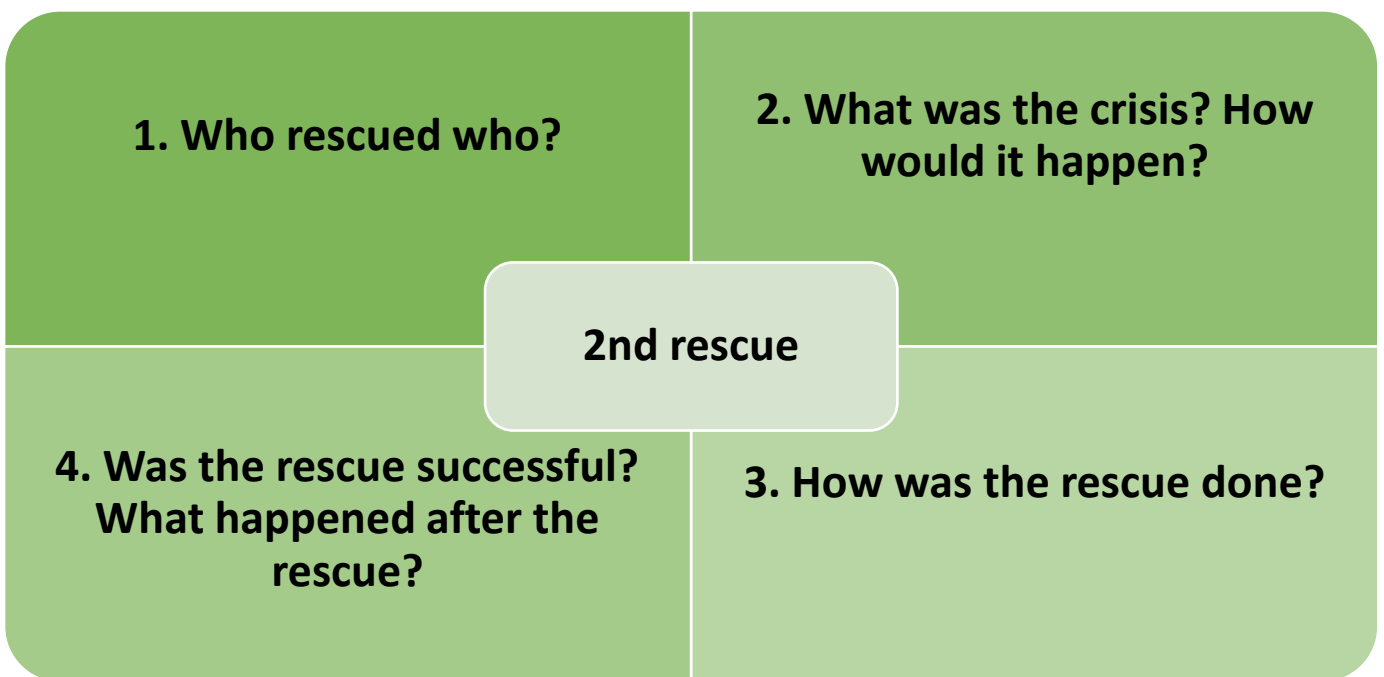 1. Who rescued who?
2. What was the crisis? How
would it happen?
2nd rescue
4. Was the rescue successful?
What happened after the
rescue?
3. How was the rescue done?